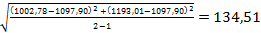 √((1002,78−1097,90)² + (1193,01−1097,90)² / 2−1) = 134,51